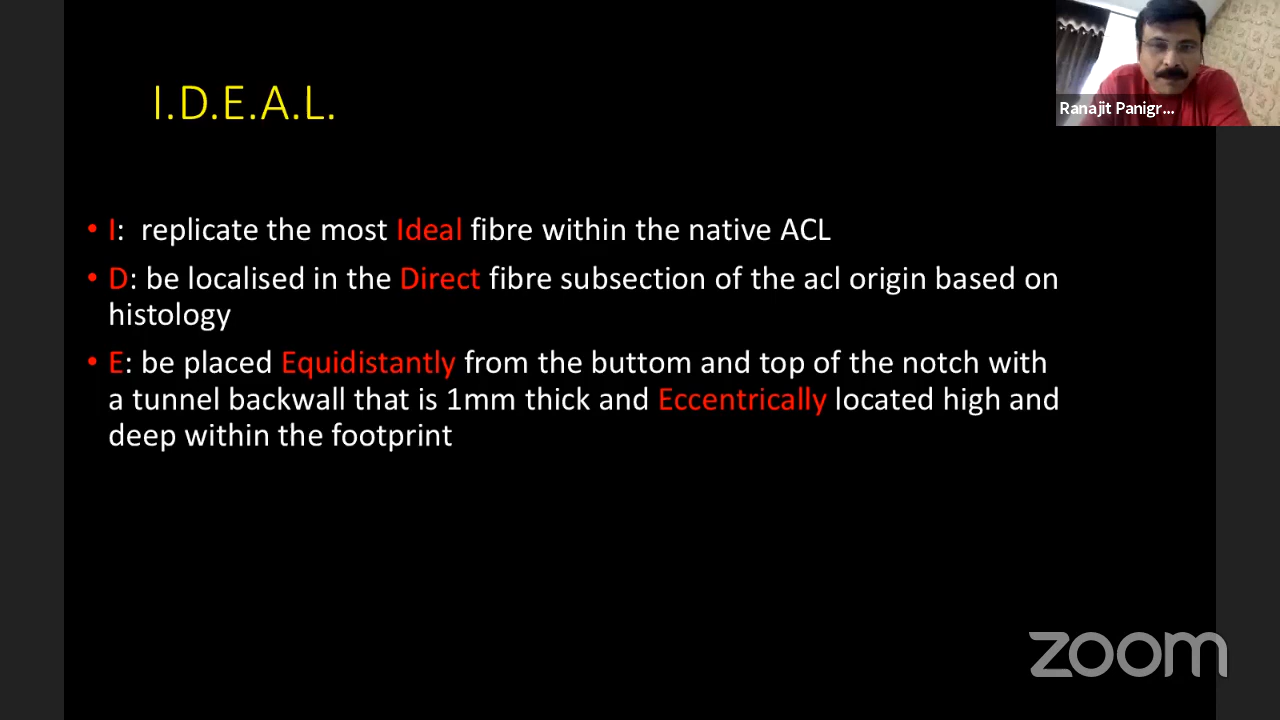 I.D.E.A.L.
Ranajit Panigr...
• I: replicate the most Ideal fibre within the native ACL
• D: be localised in the Direct fibre subsection of the acl origin based on
histology
• E: be placed Equidistantly from the buttom and top of the notch with
a tunnel backwall that is 1mm thick and Eccentrically located high and
deep within the footprint
zoom